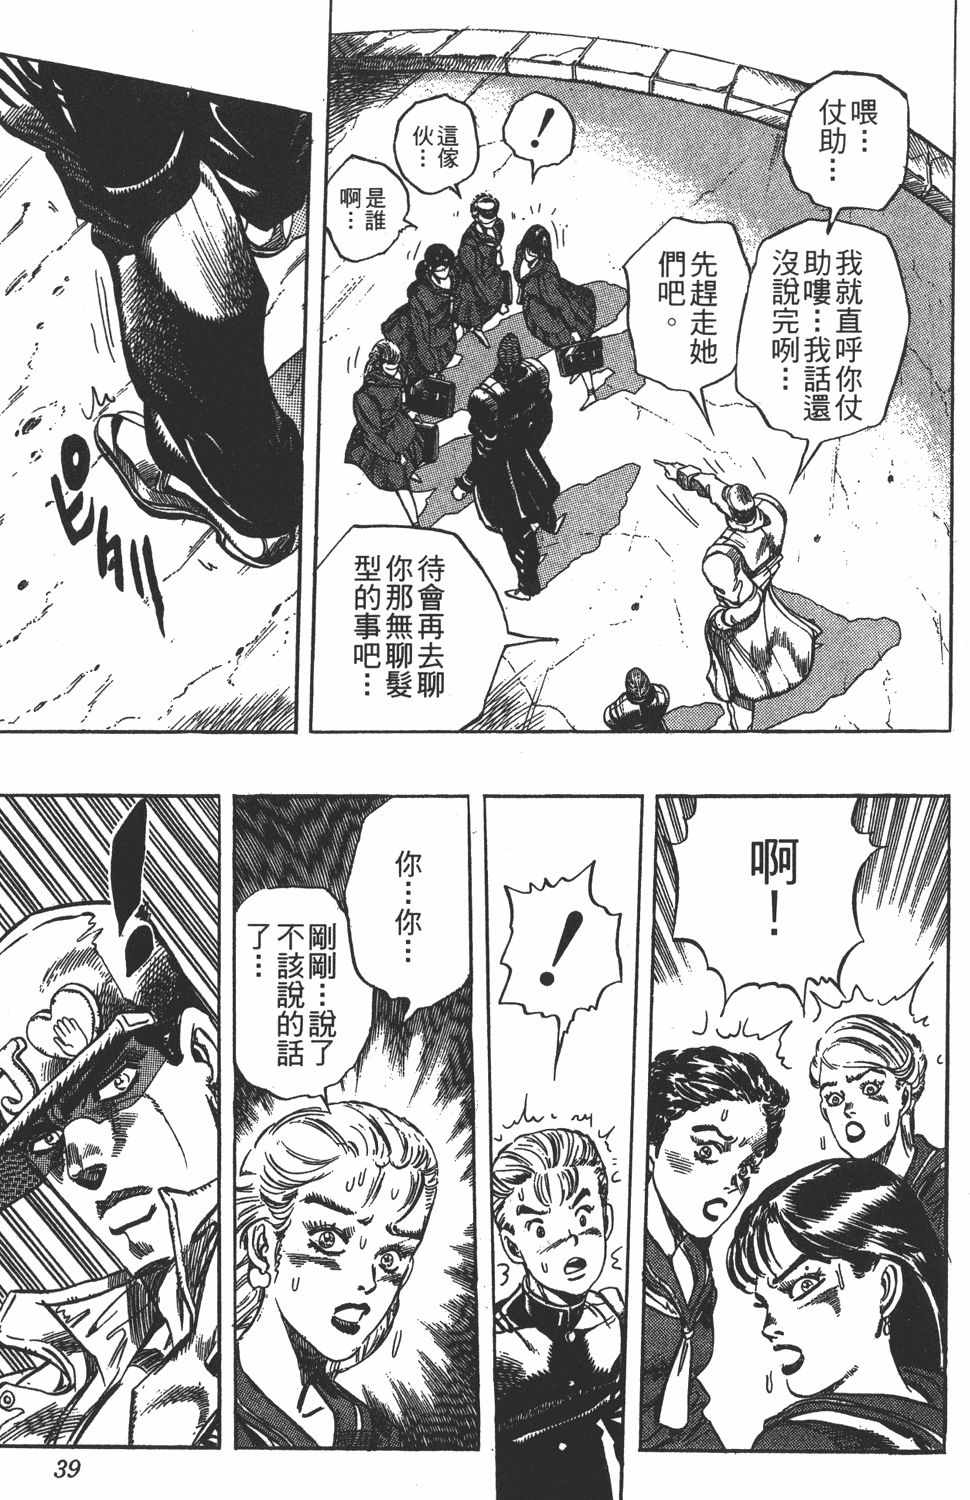 喂…
仗助…
我就直呼你仗
助嘍…我話還
沒說完咧…
先趕走她
們吧。
！
這傢
伙…
是誰
啊…
待會再去聊
你那無聊髮
型的事吧…
ピタッ
啊！
！
你…你…
剛剛…說了
不該說的話
了…
J
39